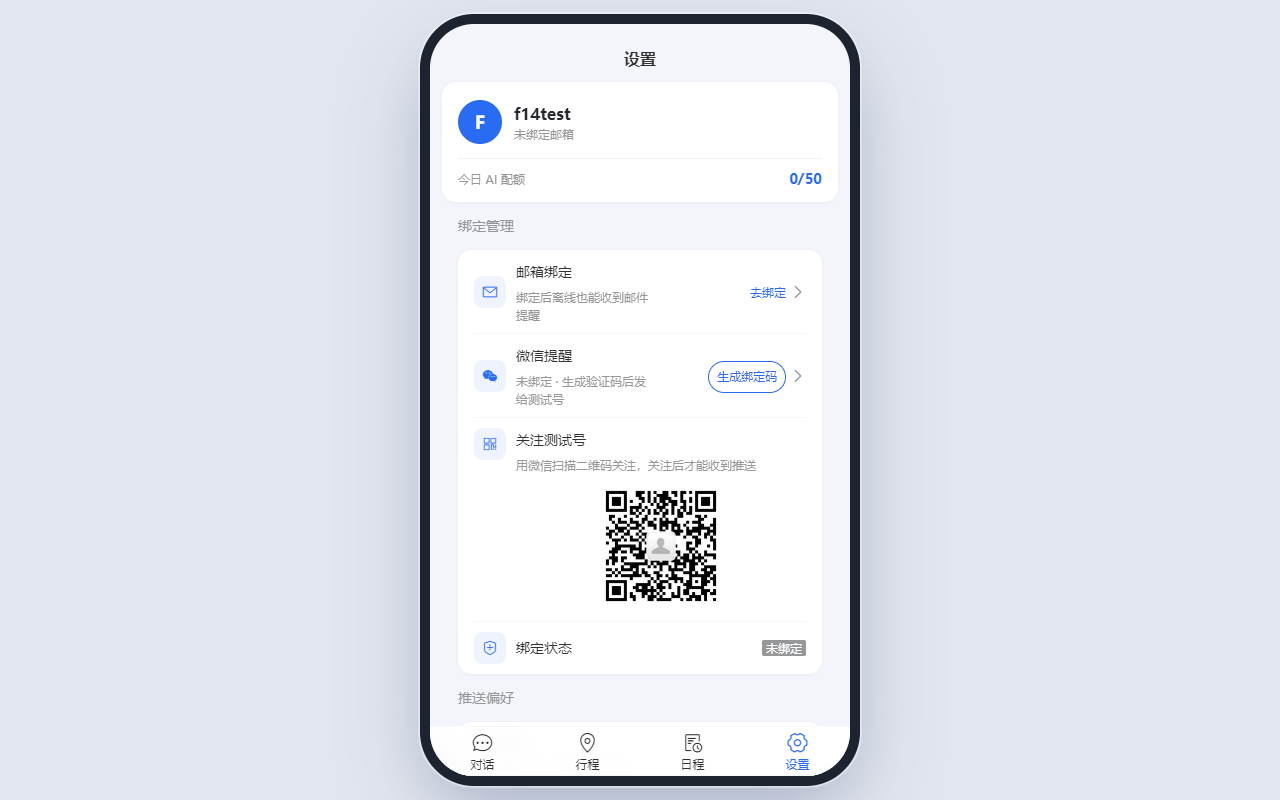 设置
F
f14test
未绑定邮箱
今日 AI 配额
0/50
绑定管理
邮箱绑定
绑定后离线也能收到邮件
提醒
去绑定
微信提醒
未绑定 · 生成验证码后发
给测试号
生成绑定码
关注测试号
用微信扫描二维码关注，关注后才能收到推送
绑定状态
未绑定
推送偏好
对话
行程
日程
设置